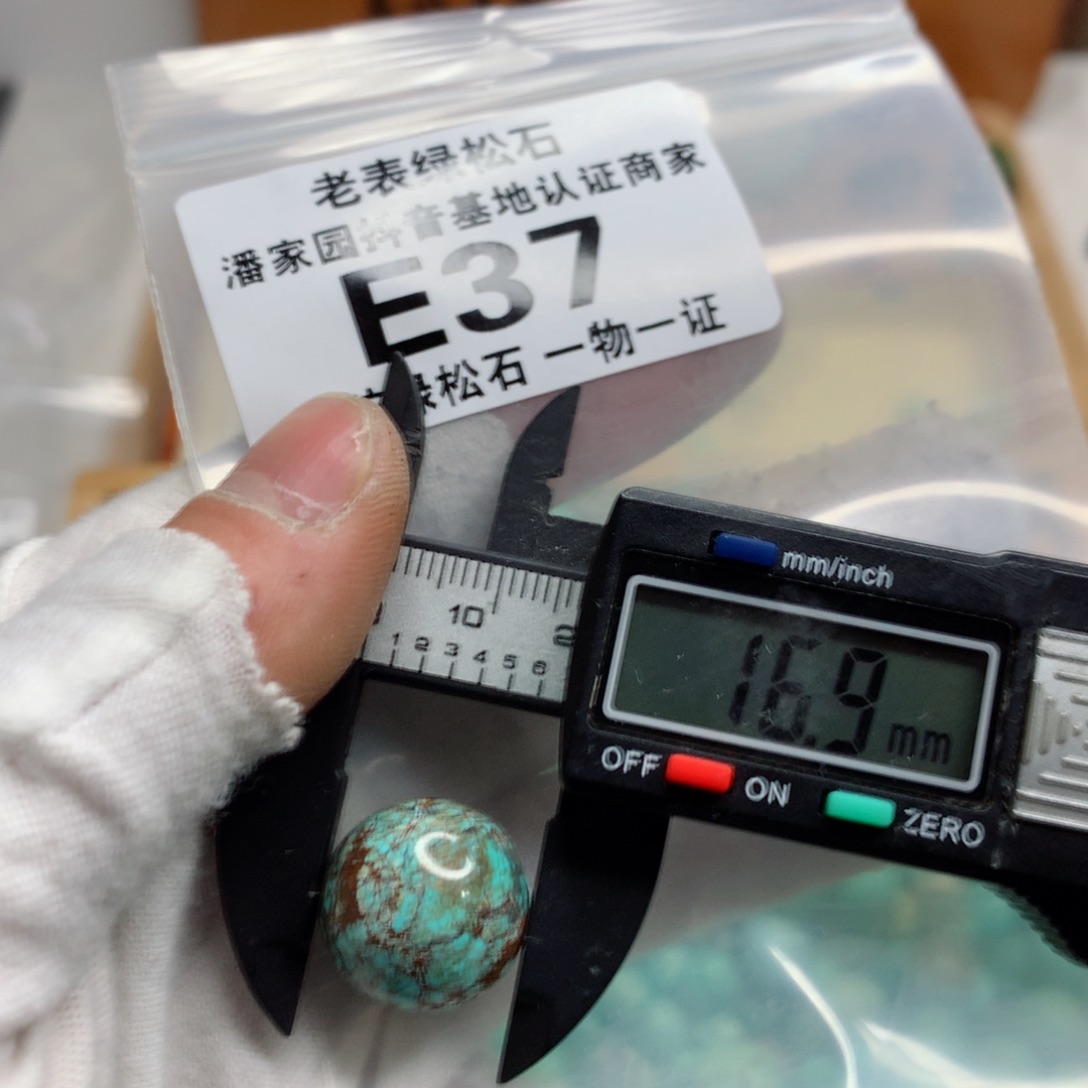 老表绿松石
潘家园抖音基地认证商家
E37
绿松石 一物一证
mm/inch
10
1 2 3 4 5 6
16.9 mm
OFF ON ZERO